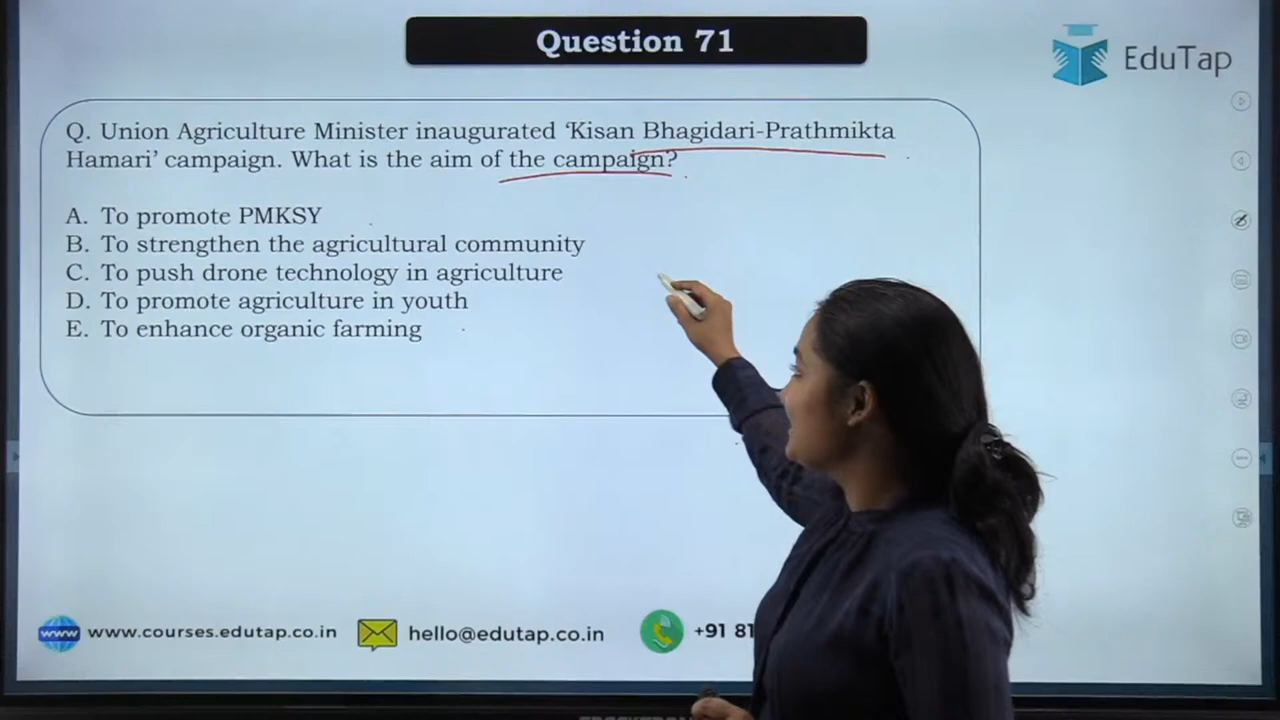 Question 71
EduTap
Q. Union Agriculture Minister inaugurated ‘Kisan Bhagidari-Prathmikta
Hamari’ campaign. What is the aim of the campaign?
A. To promote PMKSY
B. To strengthen the agricultural community
C. To push drone technology in agriculture
D. To promote agriculture in youth
E. To enhance organic farming
www www.courses.edutap.co.in
hello@edutap.co.in
+91 81